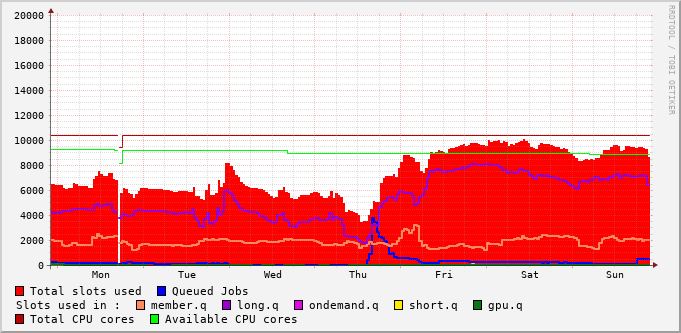 RRDTOOL / TOBI OETIKER
20000
18000
16000
14000
12000
10000
8000
6000
4000
2000
0
Mon Tue Wed Thu Fri Sat Sun
Total slots used Queued Jobs
Slots used in : member.q long.q ondemand.q short.q gpu.q
Total CPU cores Available CPU cores